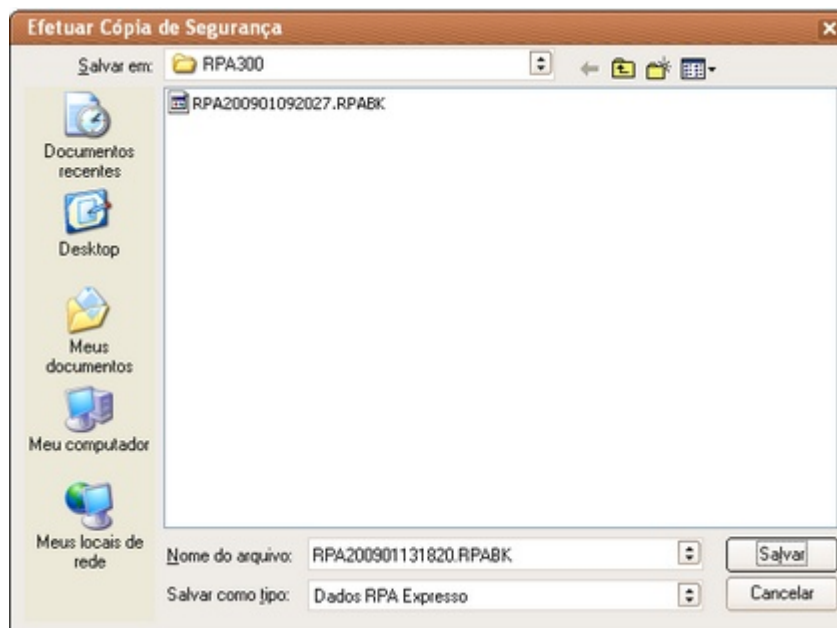 Efetuar Cópia de Segurança
Salvar em: RPA300
RPA200901092027.RPABK
Documentos
recentes
Desktop
Meus
documentos
Meu computador
Meus locais de
rede
Nome do arquivo: RPA200901131820.RPABK Salvar
Salvar como tipo: Dados RPA Expresso Cancelar